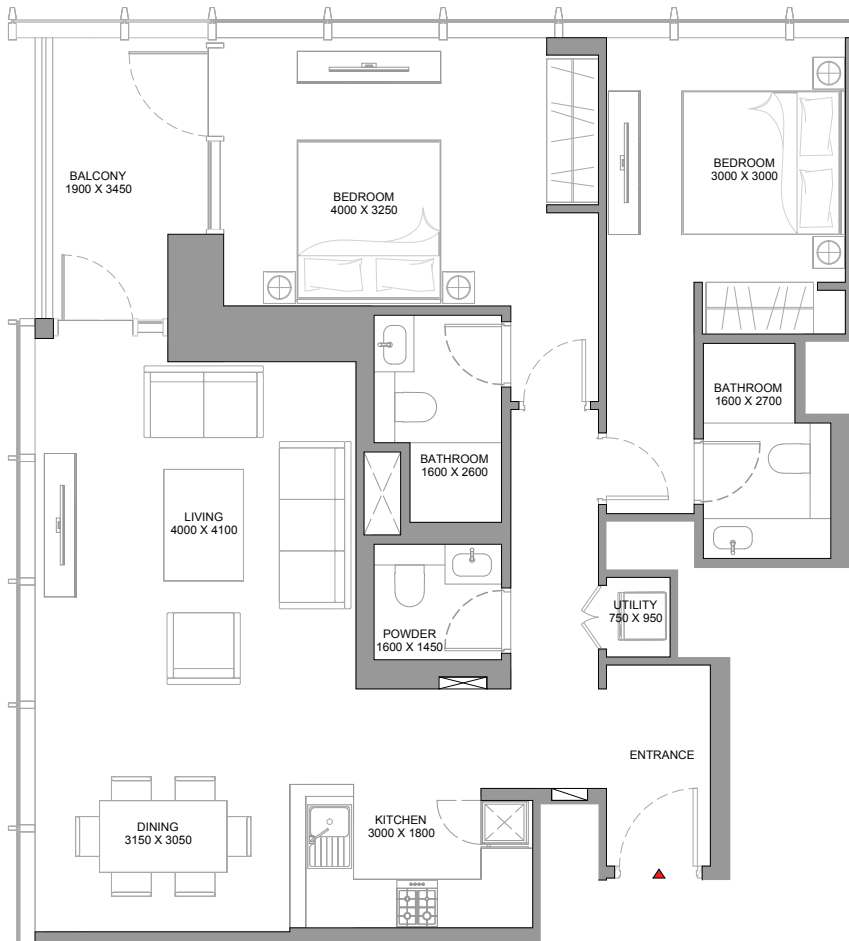 BALCONY
1900 X 3450
BEDROOM
4000 X 3250
BEDROOM
3000 X 3000
BATHROOM
1600 X 2700
BATHROOM
1600 X 2600
LIVING
4000 X 4100
UTILITY
750 X 950
POWDER
1600 X 1450
ENTRANCE
DINING
3150 X 3050
KITCHEN
3000 X 1800